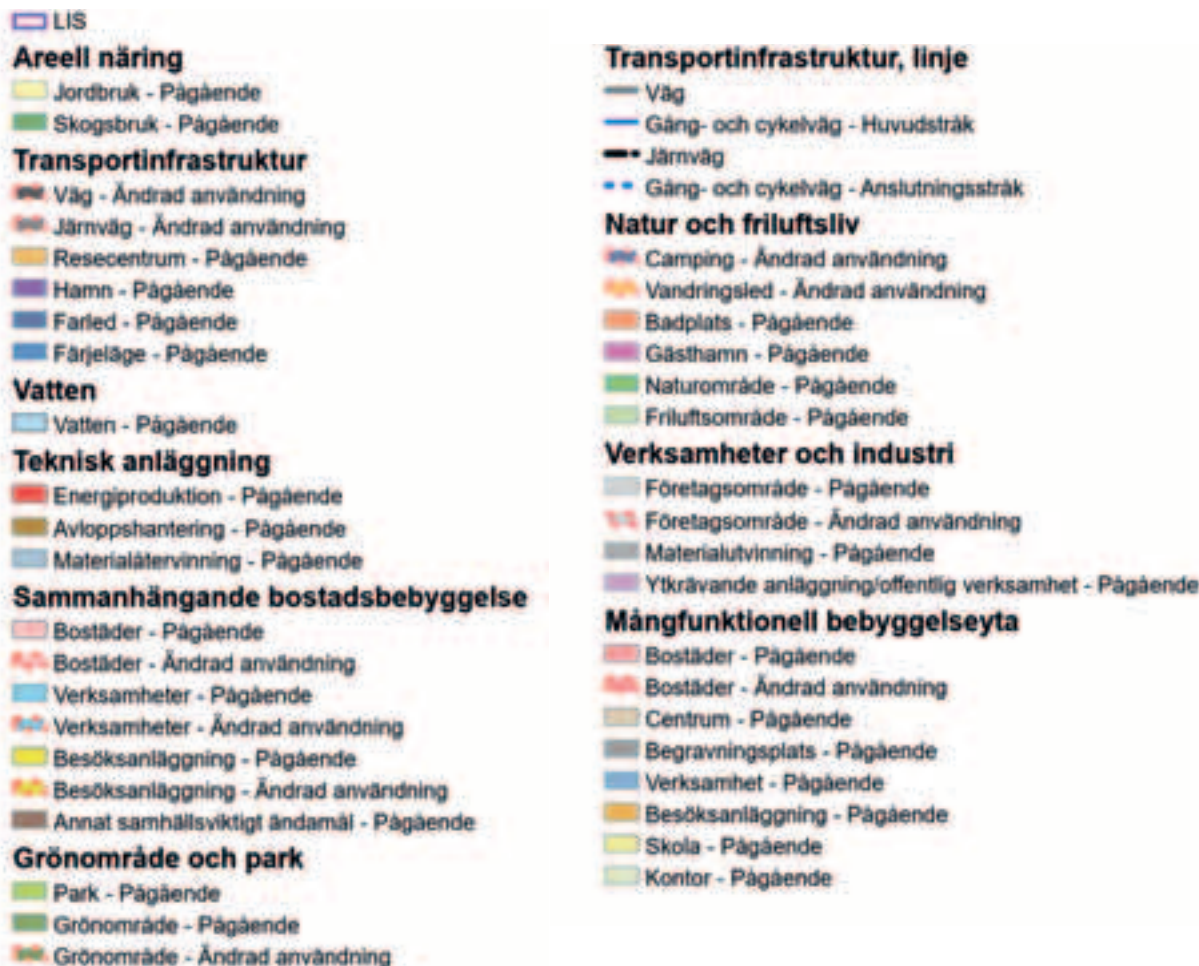 LIS
Areell näring
Jordbruk - Pågående
Skogsbruk - Pågående
Transportinfrastruktur
Väg - Ändrad användning
Järnväg - Ändrad användning
Resecentrum - Pågående
Hamn - Pågående
Farled - Pågående
Färjeläge - Pågående
Vatten
Vatten - Pågående
Teknisk anläggning
Energiproduktion - Pågående
Avloppshantering - Pågående
Materialåtervinning - Pågående
Sammanhängande bostadsbebyggelse
Bostäder - Pågående
Bostäder - Ändrad användning
Verksamheter - Pågående
Verksamheter - Ändrad användning
Besöksanläggning - Pågående
Besöksanläggning - Ändrad användning
Annat samhällsviktigt ändamål - Pågående
Grönområde och park
Park - Pågående
Grönområde - Pågående
Grönområde - Ändrad användning
Transportinfrastruktur, linje
Väg
Gång- och cykelväg - Huvudstråk
Järnväg
Gång- och cykelväg - Anslutningsstråk
Natur och friluftsliv
Camping - Ändrad användning
Vandringsled - Ändrad användning
Badplats - Pågående
Gästhamn - Pågående
Naturområde - Pågående
Friluftsområde - Pågående
Verksamheter och industri
Företagsområde - Pågående
Företagsområde - Ändrad användning
Materialutvinning - Pågående
Ytkrävande anläggning/offentlig verksamhet - Pågående
Mångfunktionell bebyggelseyta
Bostäder - Pågående
Bostäder - Ändrad användning
Centrum - Pågående
Begravningsplats - Pågående
Verksamhet - Pågående
Besöksanläggning - Pågående
Skola - Pågående
Kontor - Pågående